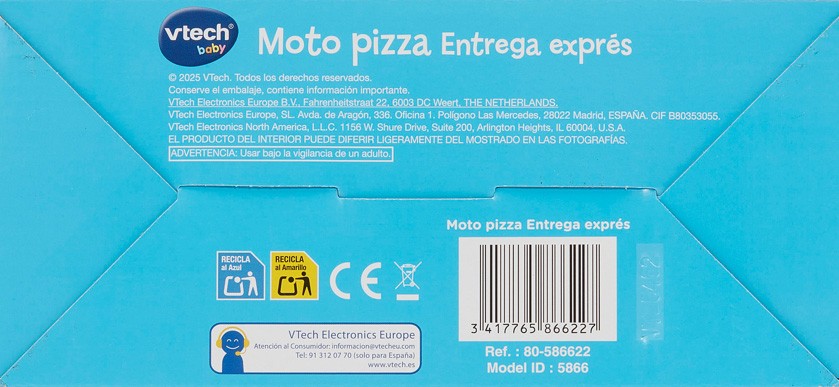 vtech
baby
Moto pizza Entrega exprés
© 2025 VTech. Todos los derechos reservados.
Conserve el embalaje, contiene información importante.
VTech Electronics Europe B.V., Fahrenheitstraat 22, 6003 DC Weert, THE NETHERLANDS.
VTech Electronics Europe, SL. Avda. de Aragón, 336. Oficina 1. Polígono Las Mercedes, 28022 Madrid, ESPAÑA. CIF B80353055.
VTech Electronics North America, L.L.C. 1156 W. Shure Drive, Suite 200, Arlington Heights, IL 60004, U.S.A.
EL PRODUCTO DEL INTERIOR PUEDE DIFERIR LIGERAMENTE DEL MOSTRADO EN LAS FOTOGRAFÍAS.
ADVERTENCIA: Usar bajo la vigilancia de un adulto.
Moto pizza Entrega exprés
RECICLA
al Azul
RECICLA
al Amarillo
CE
3 417765 866227
Ref. : 80-586622
Model ID : 5866
VTech Electronics Europe
Atención al Consumidor: informacion@vtecheu.com
Tel: 91 312 07 70 (solo para España)
www.vtech.es